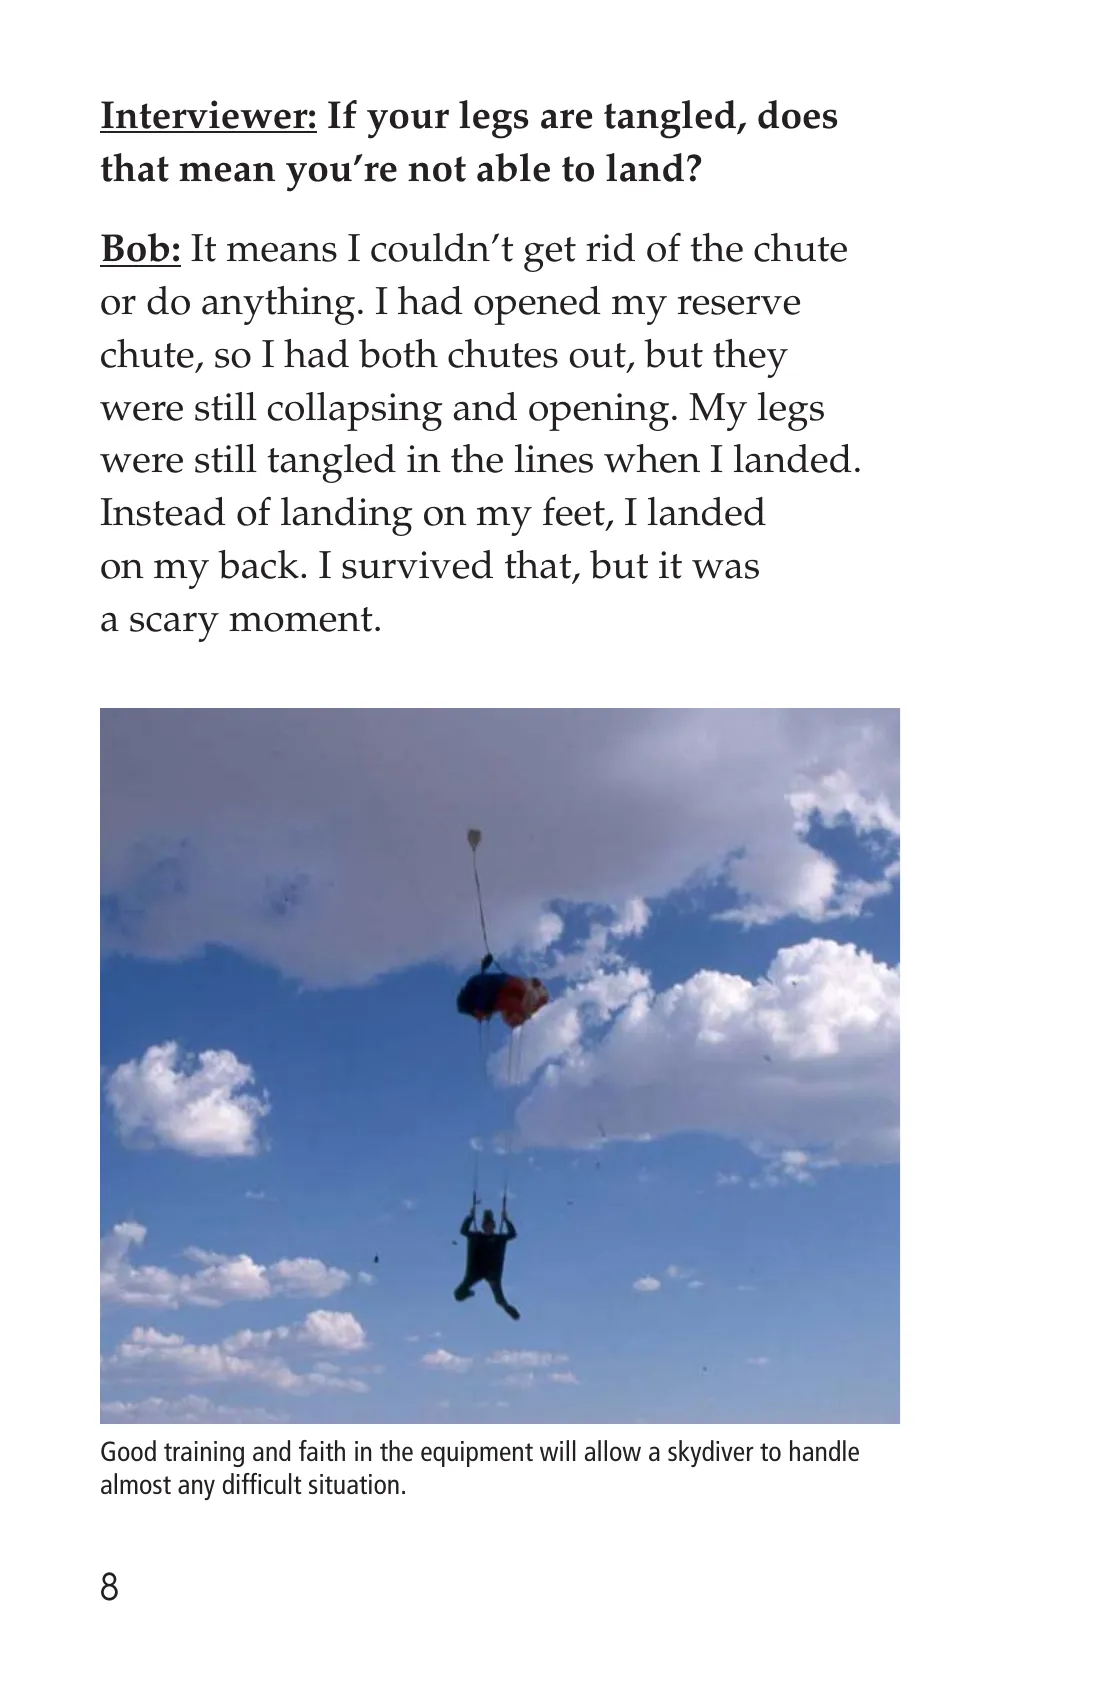 Interviewer: If your legs are tangled, does
that mean you’re not able to land?
Bob: It means I couldn’t get rid of the chute
or do anything. I had opened my reserve
chute, so I had both chutes out, but they
were still collapsing and opening. My legs
were still tangled in the lines when I landed.
Instead of landing on my feet, I landed
on my back. I survived that, but it was
a scary moment.
Good training and faith in the equipment will allow a skydiver to handle
almost any difficult situation.
8